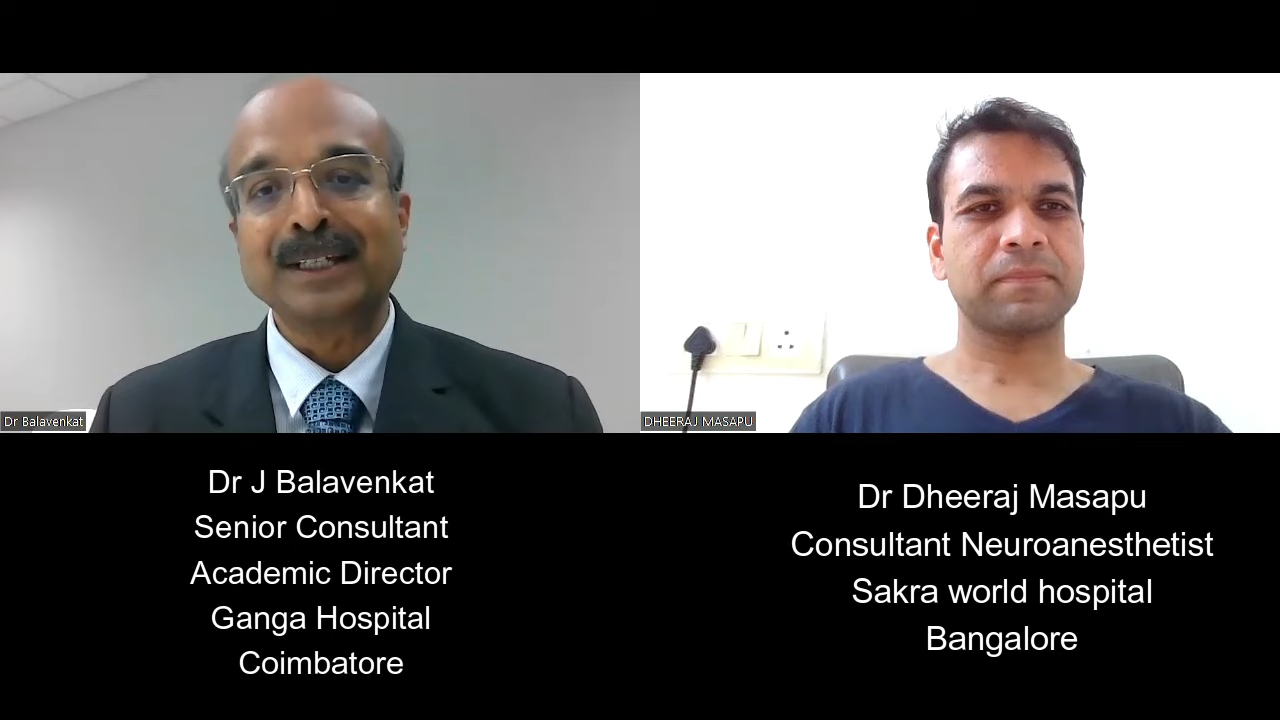 Dr Balavenkat
DHEERAJ MASAPU
Dr J Balavenkat
Senior Consultant
Academic Director
Ganga Hospital
Coimbatore
Dr Dheeraj Masapu
Consultant Neuroanesthetist
Sakra world hospital
Bangalore